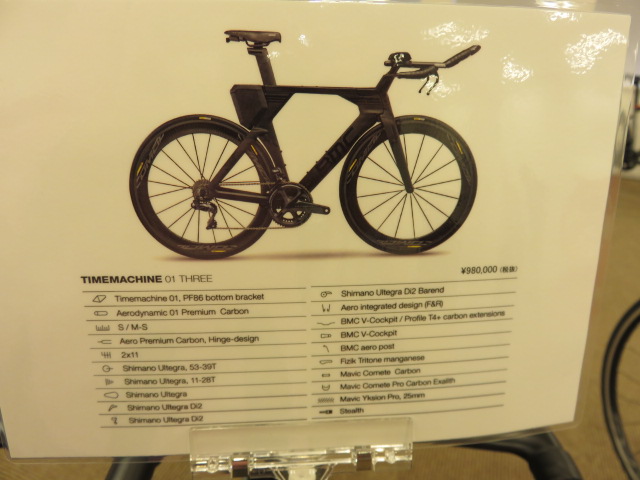 BMC
TIMEMACHINE 01 THREE
¥980,000 (税抜)
Timemachine 01, PF86 bottom bracket
Aerodynamic 01 Premium Carbon
S / M-S
Aero Premium Carbon, Hinge-design
2x11
Shimano Ultegra, 53-39T
Shimano Ultegra, 11-28T
Shimano Ultegra
Shimano Ultegra Di2
Shimano Ultegra Di2
Shimano Ultegra Di2 Barend
Aero integrated design (F&R)
BMC V-Cockpit / Profile T4+ carbon extensions
BMC V-Cockpit
BMC aero post
Fizik Tritone manganese
Mavic Comete Carbon
Mavic Comete Pro Carbon Exalith
Mavic Yksion Pro, 25mm
Stealth